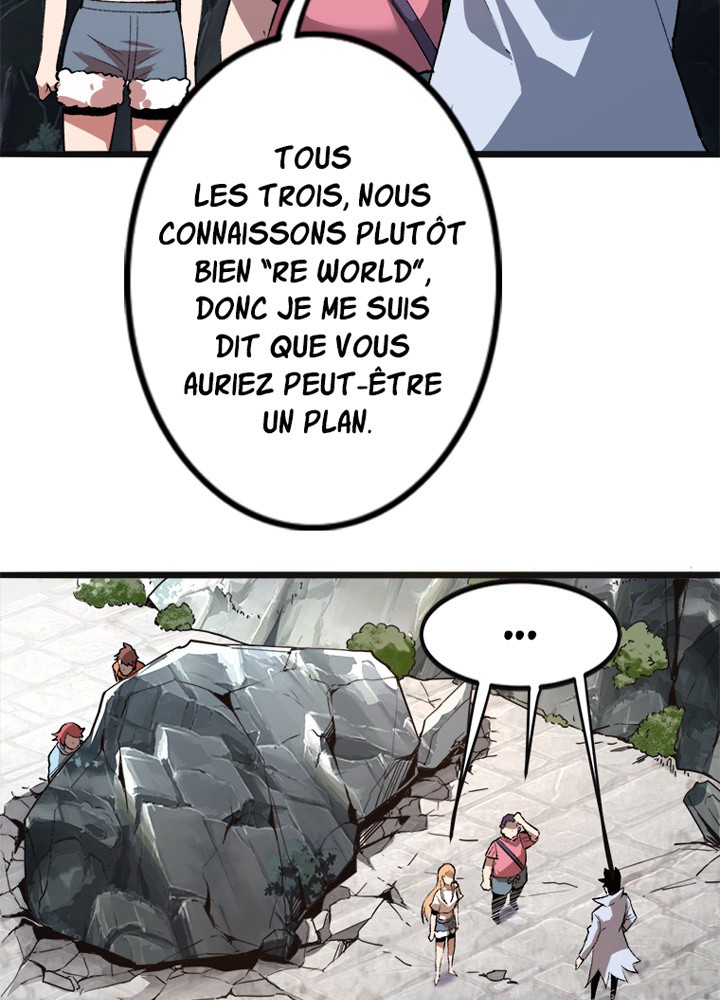 TOUS
LES TROIS, NOUS
CONNAISSONS PLUTÔT
BIEN "RE WORLD",
DONC JE ME SUIS
DIT QUE VOUS
AURIEZ PEUT-ÊTRE
UN PLAN.
...